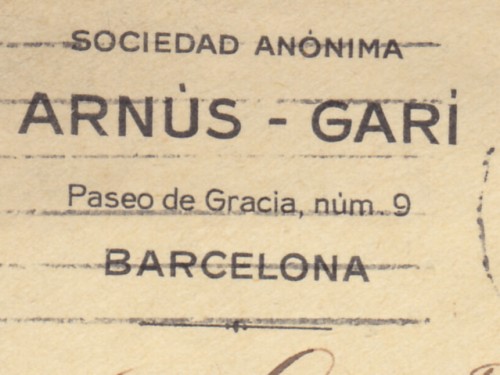 SOCIEDAD ANÓNIMA
ARNÚS - GARÍ
Paseo de Gracia, núm. 9
BARCELONA